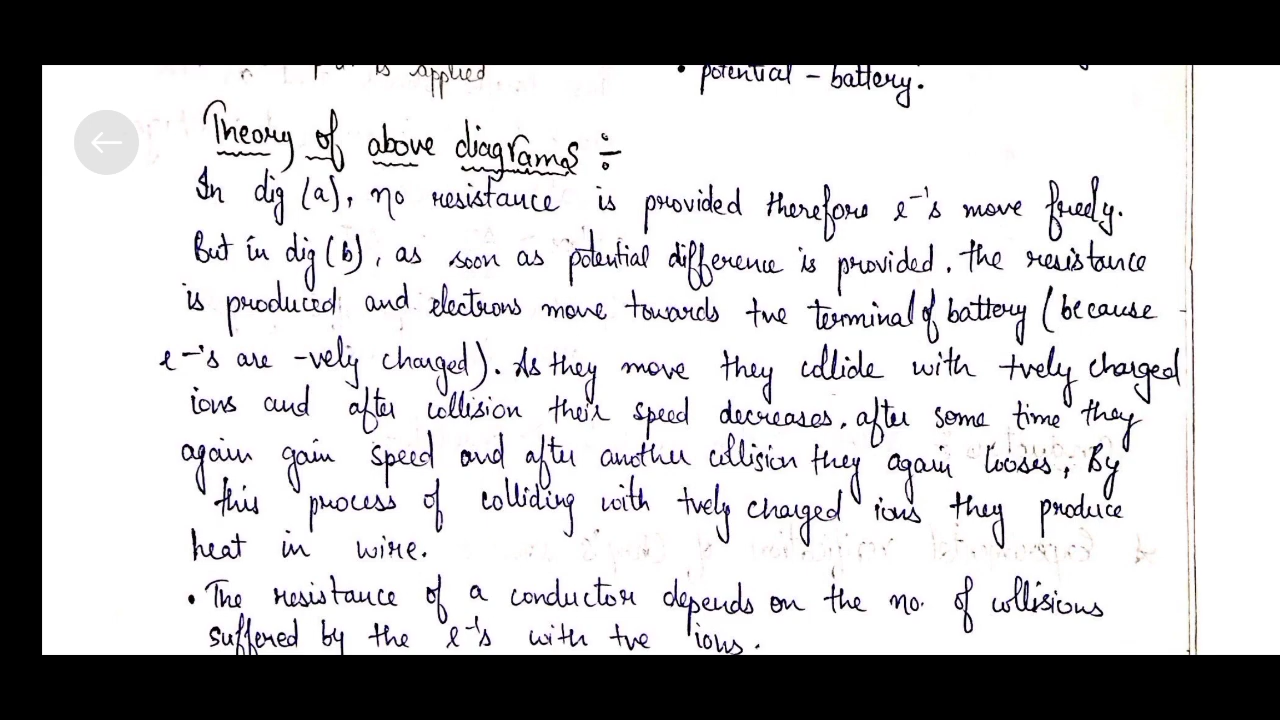 is applied
potential - battery.
Theory of above diagrams ÷
In dig (a), no resistance is provided therefore e⁻'s move freely.
But in dig (b), as soon as potential difference is provided. the resistance
is produced and electrons move towards +ve terminal of battery (because
e⁻'s are -vely charged). As they move they collide with +vely charged
ions and after collision their speed decreases. after some time they
again gain speed and after another collision they again looses, By
this process of colliding with +vely charged ions they produce
heat in wire.
• The resistance of a conductor depends on the no. of collisions
suffered by the e⁻'s with +ve ions.